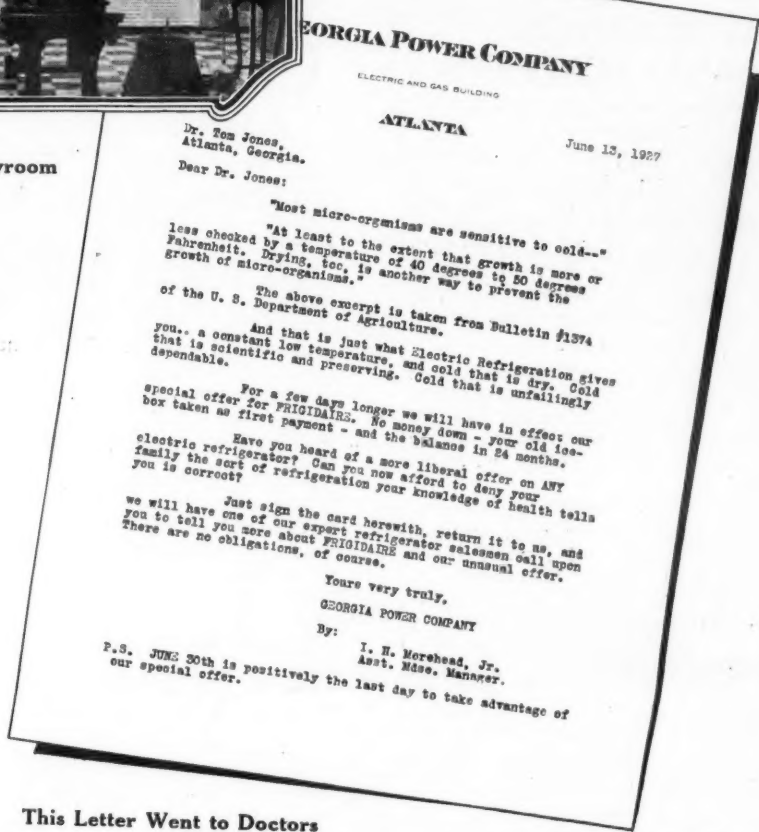 EORGIA POWER COMPANY
ELECTRIC AND GAS BUILDING
ATLANTA
June 13, 1927
Dr. Tom Jones,
Atlanta, Georgia.
Dear Dr. Jones:
"Most micro-organisms are sensitive to cold--"
"At least to the extent that growth is more or
less checked by a temperature of 40 degrees to 50 degrees
Fahrenheit. Drying, too, is another way to prevent the
growth of micro-organisms."
The above excerpt is taken from Bulletin #1374
of the U. S. Department of Agriculture.
And that is just what Electric Refrigeration gives
you.. a constant low temperature, and cold that is dry. Cold
that is scientific and preserving. Cold that is unfailingly
dependable.
For a few days longer we will have in effect our
special offer for FRIGIDAIRE. No money down - your old ice-
box taken as first payment - and the balance in 24 months.
Have you heard of a more liberal offer on ANY
electric refrigerator? Can you now afford to deny your
family the sort of refrigeration your knowledge of health tells
you is correct?
Just sign the card herewith, return it to us, and
we will have one of our expert refrigerator salesmen call upon
you to tell you more about FRIGIDAIRE and our unusual offer.
There are no obligations, of course.
Yours very truly,
GEORGIA POWER COMPANY
By:
I. H. Morehead, Jr.
Asst. Mdse. Manager.
P.S. JUNE 30th is positively the last day to take advantage of
our special offer.
This Letter Went to Doctors